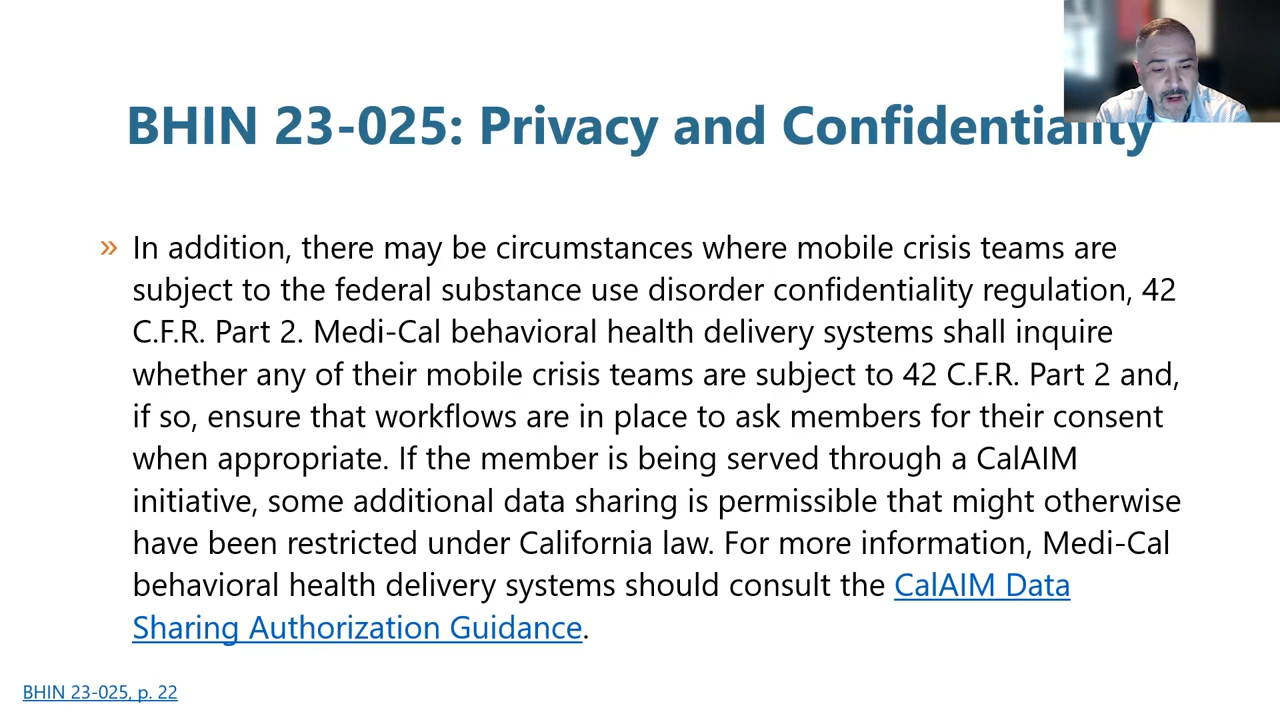 BHIN 23-025: Privacy and Confidentiality
» In addition, there may be circumstances where mobile crisis teams are
subject to the federal substance use disorder confidentiality regulation, 42
C.F.R. Part 2. Medi-Cal behavioral health delivery systems shall inquire
whether any of their mobile crisis teams are subject to 42 C.F.R. Part 2 and,
if so, ensure that workflows are in place to ask members for their consent
when appropriate. If the member is being served through a CalAIM
initiative, some additional data sharing is permissible that might otherwise
have been restricted under California law. For more information, Medi-Cal
behavioral health delivery systems should consult the CalAIM Data
Sharing Authorization Guidance.
BHIN 23-025, p. 22